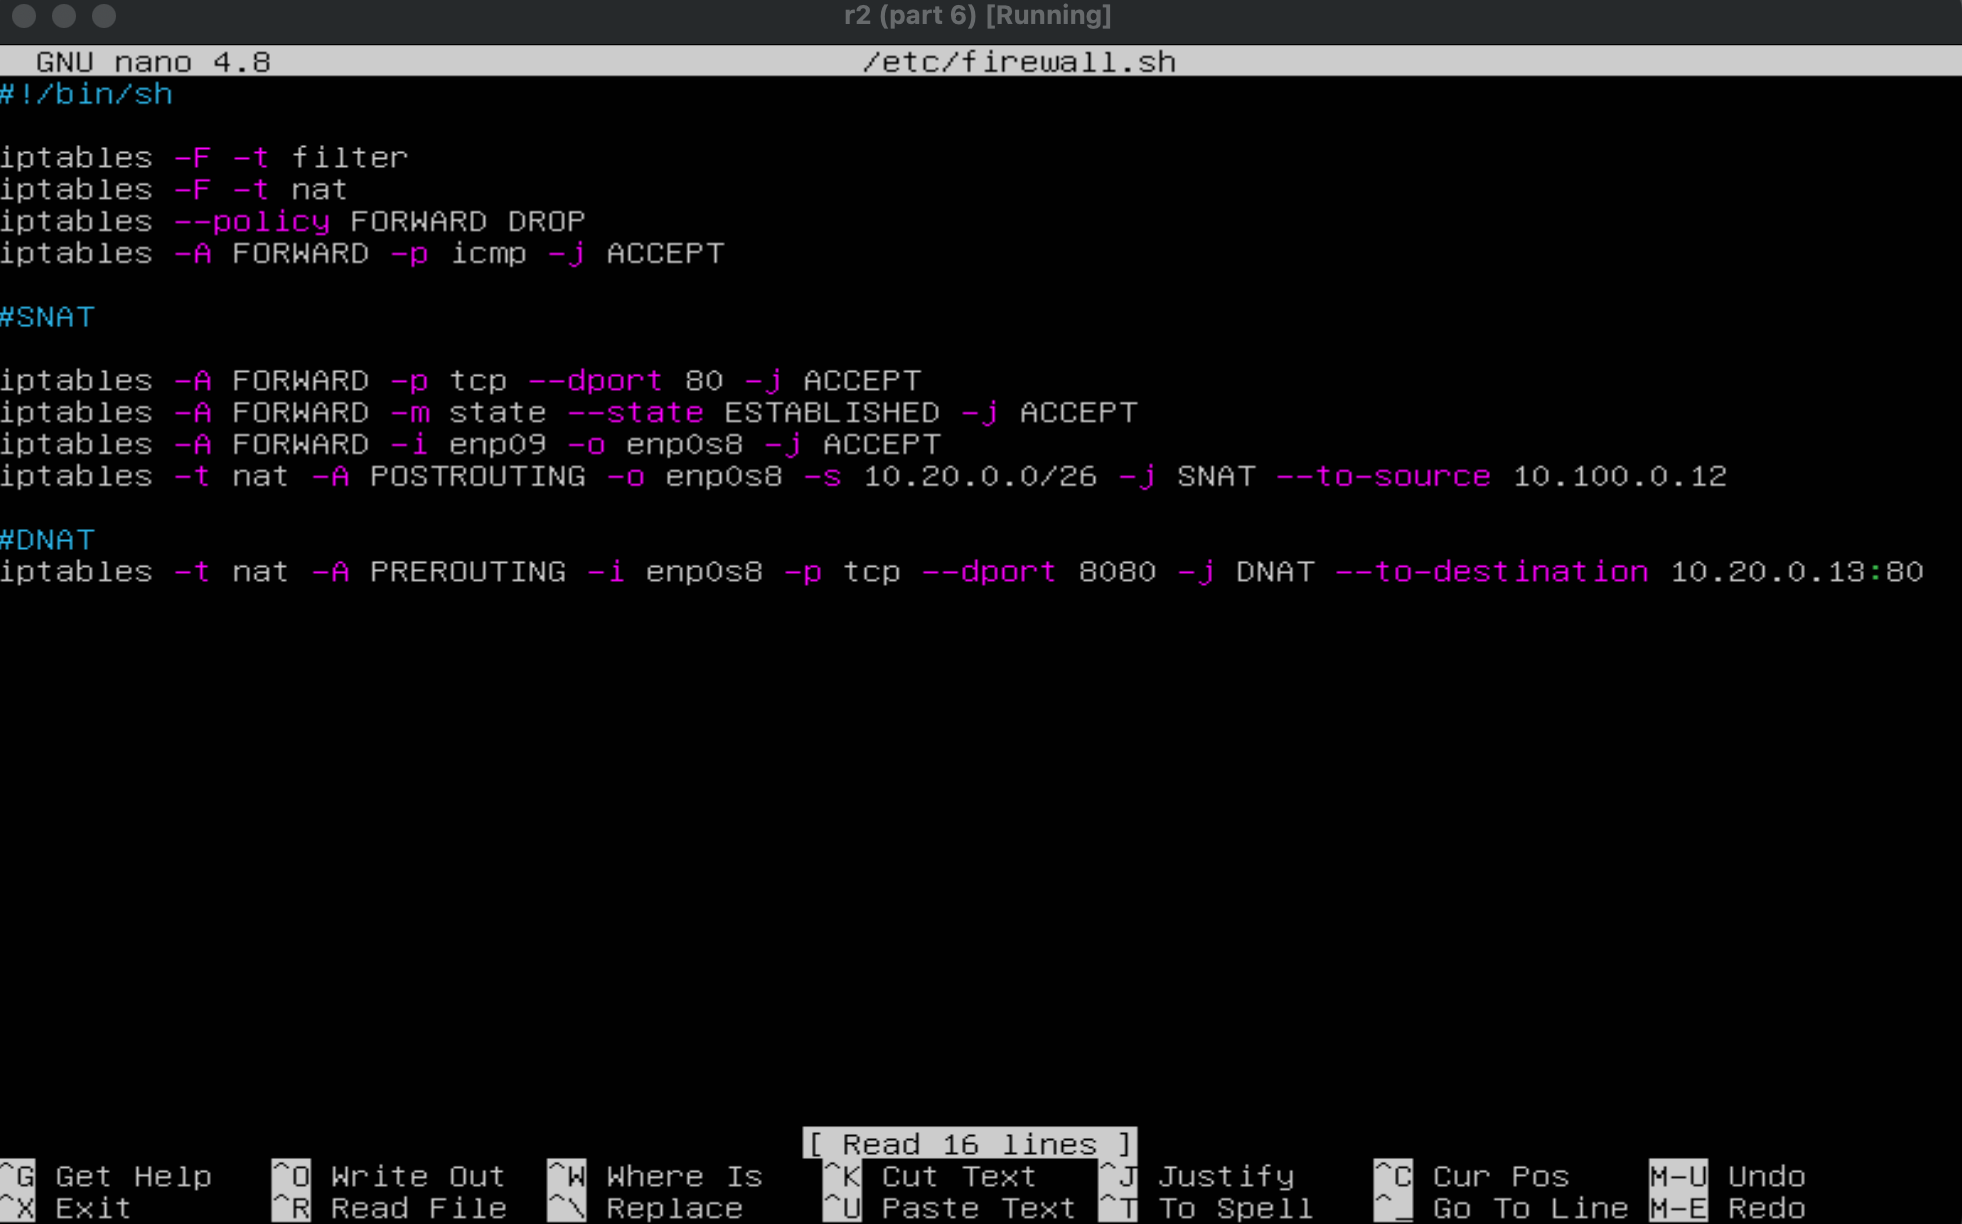 r2 (part 6) [Running]
GNU nano 4.8 /etc/firewall.sh
#!/bin/sh
iptables -F -t filter
iptables -F -t nat
iptables --policy FORWARD DROP
iptables -A FORWARD -p icmp -j ACCEPT
#SNAT
iptables -A FORWARD -p tcp --dport 80 -j ACCEPT
iptables -A FORWARD -m state --state ESTABLISHED -j ACCEPT
iptables -A FORWARD -i enp09 -o enp0s8 -j ACCEPT
iptables -t nat -A POSTROUTING -o enp0s8 -s 10.20.0.0/26 -j SNAT --to-source 10.100.0.12
#DNAT
iptables -t nat -A PREROUTING -i enp0s8 -p tcp --dport 8080 -j DNAT --to-destination 10.20.0.13:80
[ Read 16 lines ]
^G Get Help ^O Write Out ^W Where Is ^K Cut Text ^J Justify ^C Cur Pos M-U Undo
^X Exit ^R Read File ^\ Replace ^U Paste Text ^T To Spell ^_ Go To Line M-E Redo